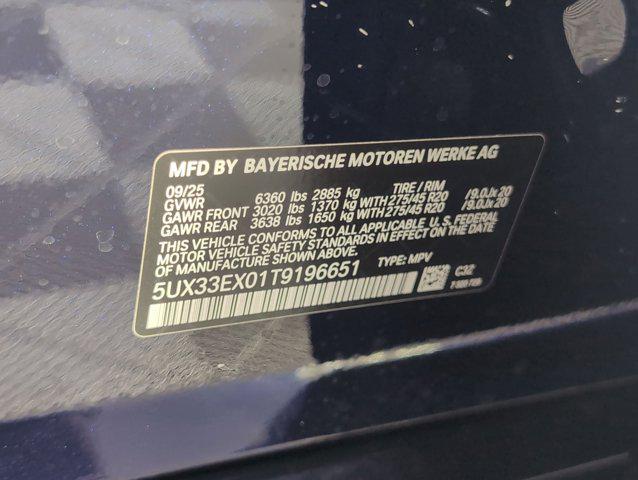 MFD BY BAYERISCHE MOTOREN WERKE AG
09/25
GVWR 6360 lbs 2885 kg TIRE / RIM
GAWR FRONT 3020 lbs 1370 kg WITH 275/45 R20 /9.0Jx20
GAWR REAR 3638 lbs 1650 kg WITH 275/45 R20 /9.0Jx20
THIS VEHICLE CONFORMS TO ALL APPLICABLE U.S. FEDERAL
MOTOR VEHICLE SAFETY STANDARDS IN EFFECT ON THE DATE
OF MANUFACTURE SHOWN ABOVE.
5UX33EX01T9196651 TYPE: MPV
C3Z